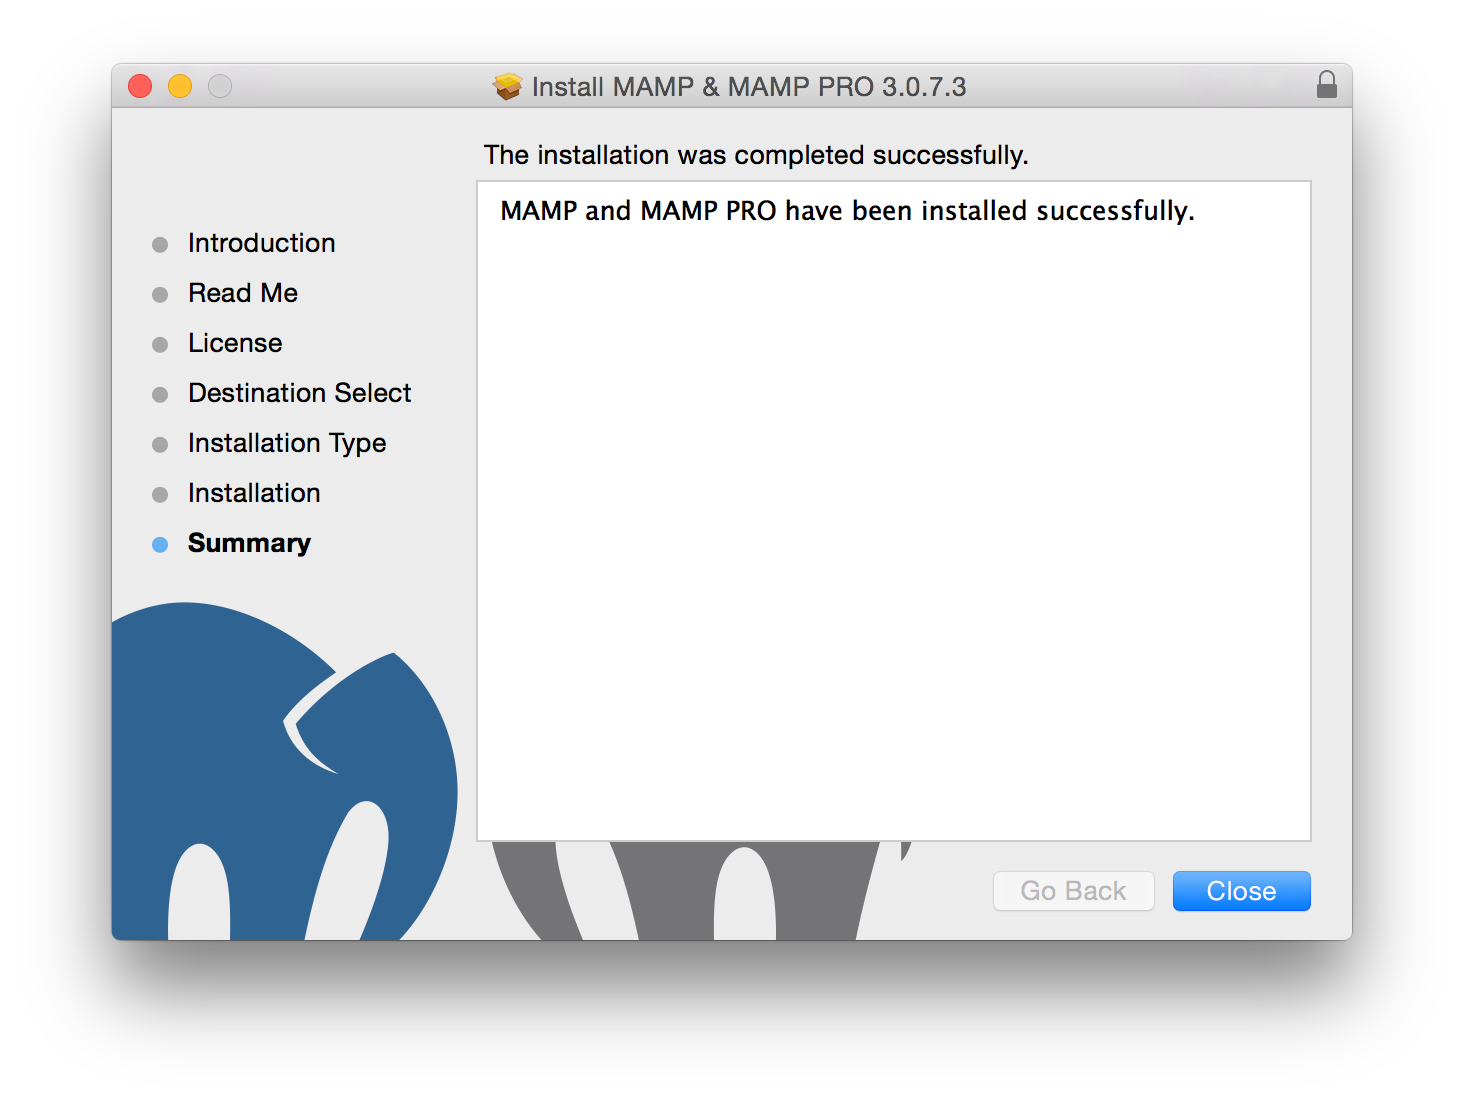 Install MAMP & MAMP PRO 3.0.7.3
The installation was completed successfully.
MAMP and MAMP PRO have been installed successfully.
Introduction
Read Me
License
Destination Select
Installation Type
Installation
Summary
Go Back
Close